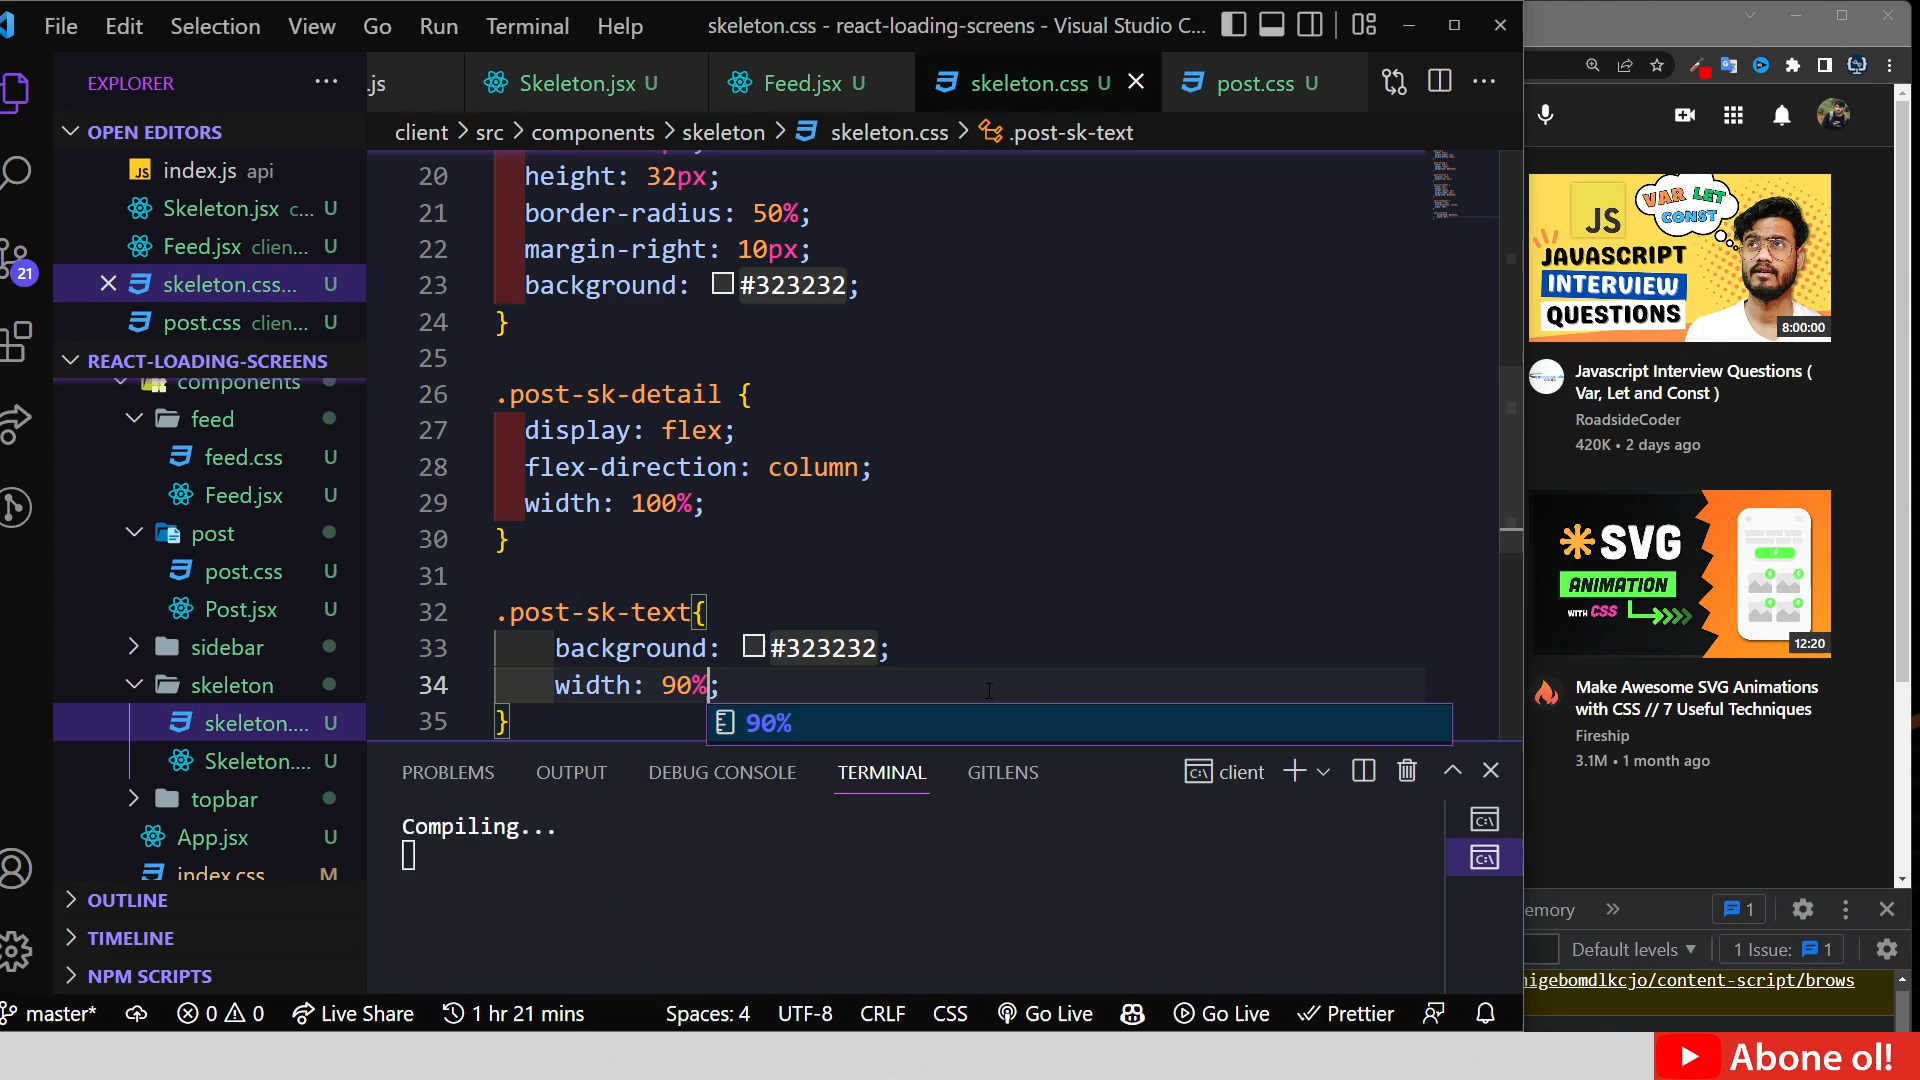 File Edit Selection View Go Run Terminal Help
skeleton.css - react-loading-screens - Visual Studio C...
EXPLORER
OPEN EDITORS
index.js api
Skeleton.jsx c... U
Feed.jsx clien... U
skeleton.css... U
post.css clien... U
REACT-LOADING-SCREENS
components
feed
feed.css U
Feed.jsx U
post
post.css U
Post.jsx U
sidebar
skeleton
skeleton.... U
Skeleton.... U
topbar
App.jsx U
index.css M
OUTLINE
TIMELINE
NPM SCRIPTS
21
.js
Skeleton.jsx U
Feed.jsx U
skeleton.css U
post.css U
client > src > components > skeleton > skeleton.css > .post-sk-text
20 height: 32px;
21 border-radius: 50%;
22 margin-right: 10px;
23 background: #323232;
24 }
25
26 .post-sk-detail {
27 display: flex;
28 flex-direction: column;
29 width: 100%;
30 }
31
32 .post-sk-text{
33 background: #323232;
34 width: 90%;
35 }
90%
PROBLEMS OUTPUT DEBUG CONSOLE TERMINAL GITLENS
client
Compiling...
master* 0 0 Live Share 1 hr 21 mins
Spaces: 4 UTF-8 CRLF CSS Go Live Go Live Prettier
JS
VAR LET
CONST
JAVASCRIPT
INTERVIEW
QUESTIONS
8:00:00
Javascript Interview Questions (
Var, Let and Const )
RoadsideCoder
420K • 2 days ago
SVG
ANIMATION
WITH CSS
12:20
Make Awesome SVG Animations
with CSS // 7 Useful Techniques
Fireship
3.1M • 1 month ago
emory
1
Default levels
1 Issue: 1
nigebomdlkcjo/content-script/brows
Abone ol!